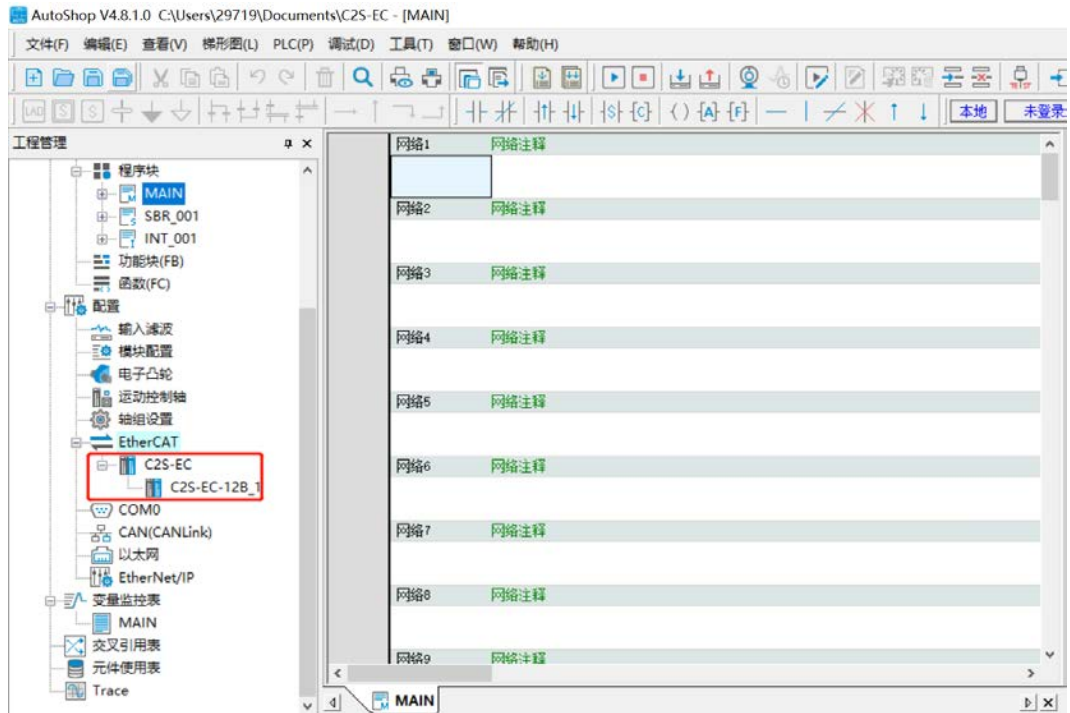 AutoShop V4.8.1.0 C:\Users\29719\Documents\C2S-EC - [MAIN]
文件(F) 编辑(E) 查看(V) 梯形图(L) PLC(P) 调试(D) 工具(T) 窗口(W) 帮助(H)
LAD S S S C A F 本地 未登录
工程管理
程序块
MAIN
SBR_001
INT_001
功能块(FB)
函数(FC)
配置
输入滤波
模块配置
电子凸轮
运动控制轴
轴组设置
EtherCAT
C2S-EC
C2S-EC-12B_1
COM0
CAN(CANLink)
以太网
EtherNet/IP
变量监控表
MAIN
交叉引用表
元件使用表
Trace
网络1 网络注释
网络2 网络注释
网络3 网络注释
网络4 网络注释
网络5 网络注释
网络6 网络注释
网络7 网络注释
网络8 网络注释
网络9 网络注释
MAIN